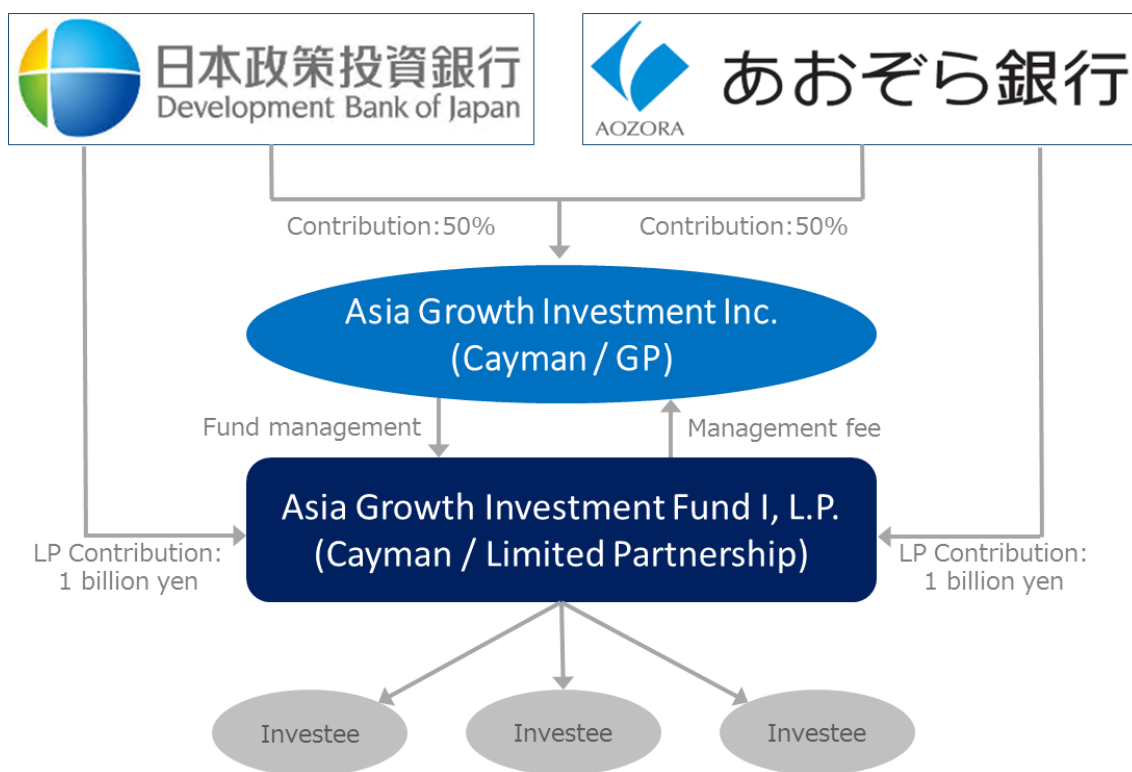 日本政策投資銀行
Development Bank of Japan
あおぞら銀行
AOZORA
Contribution:50%
Contribution:50%
Asia Growth Investment Inc.
(Cayman / GP)
Fund management
Management fee
Asia Growth Investment Fund I, L.P.
(Cayman / Limited Partnership)
LP Contribution:
1 billion yen
LP Contribution:
1 billion yen
Investee
Investee
Investee